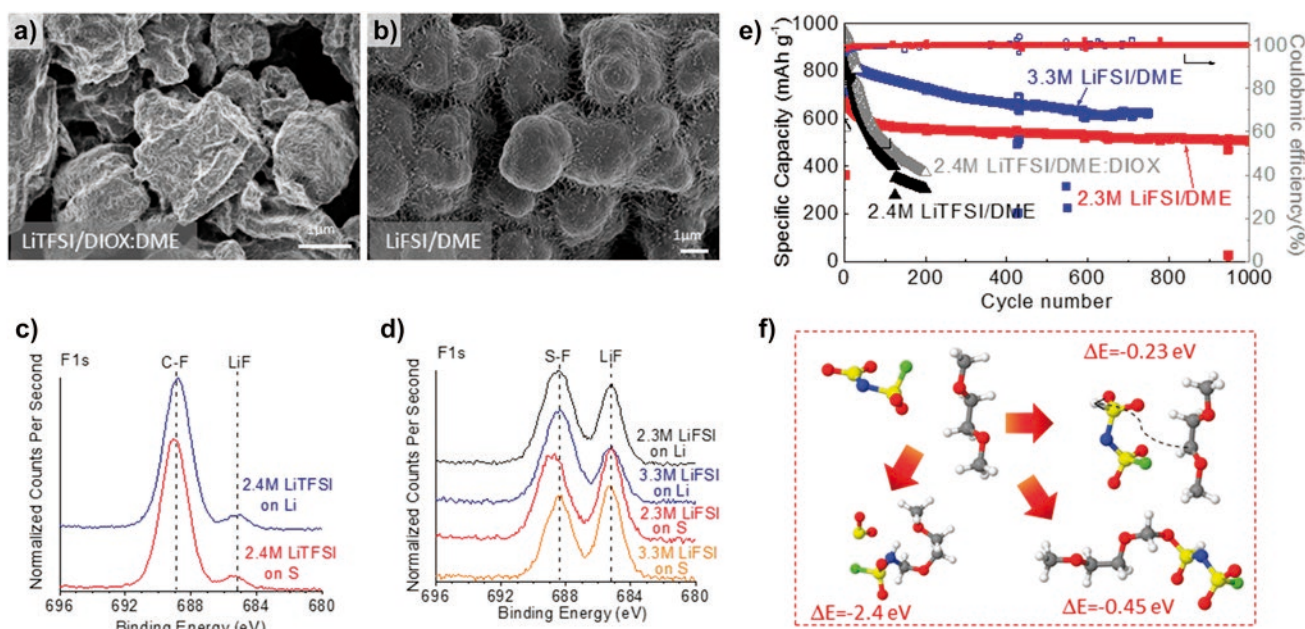 a)
LiTFSI/DIOX:DME
1µm
b)
LiFSI/DME
1µm
e)
Specific Capacity (mAh g⁻¹)
1000
800
600
400
200
0
3.3M LiFSI/DME
2.4M LiTFSI/DME:DIOX
2.4M LiTFSI/DME
2.3M LiFSI/DME
0
200
400
600
800
1000
Cycle number
100
80
60
40
20
0
Coulobmic efficiency(%)
c)
F1s
C-F
LiF
2.4M LiTFSI
on Li
2.4M LiTFSI
on S
Normalized Counts Per Second
696
692
688
684
680
Binding Energy (eV)
d)
F1s
S-F
LiF
2.3M LiFSI
on Li
3.3M LiFSI
on Li
2.3M LiFSI
on S
3.3M LiFSI
on S
Normalized Counts Per Second
696
692
688
684
680
Binding Energy (eV)
f)
ΔE=-0.23 eV
ΔE=-2.4 eV
ΔE=-0.45 eV